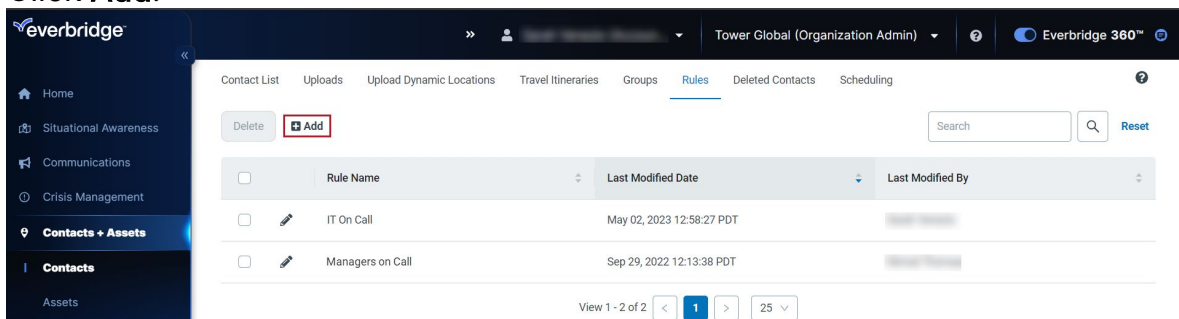 Click Add.
everbridge™
«
» Tower Global (Organization Admin) Everbridge 360™
Home
Situational Awareness
Communications
Crisis Management
Contacts + Assets
Contacts
Assets
Contact List Uploads Upload Dynamic Locations Travel Itineraries Groups Rules Deleted Contacts Scheduling
Delete Add Search Reset
Rule Name Last Modified Date Last Modified By
IT On Call May 02, 2023 12:58:27 PDT
Managers on Call Sep 29, 2022 12:13:38 PDT
View 1 - 2 of 2 < 1 > 25